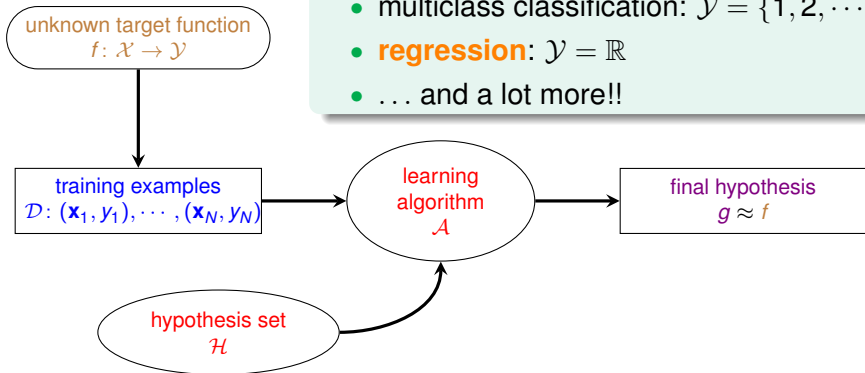 • multiclass classification: 𝒴 = {1, 2, ⋯
• regression: 𝒴 = ℝ
• … and a lot more!!
unknown target function
f : 𝒳 → 𝒴
training examples
𝒟 : (x₁, y₁), ⋯ , (x_N, y_N)
learning
algorithm
𝒜
final hypothesis
g ≈ f
hypothesis set
ℋ